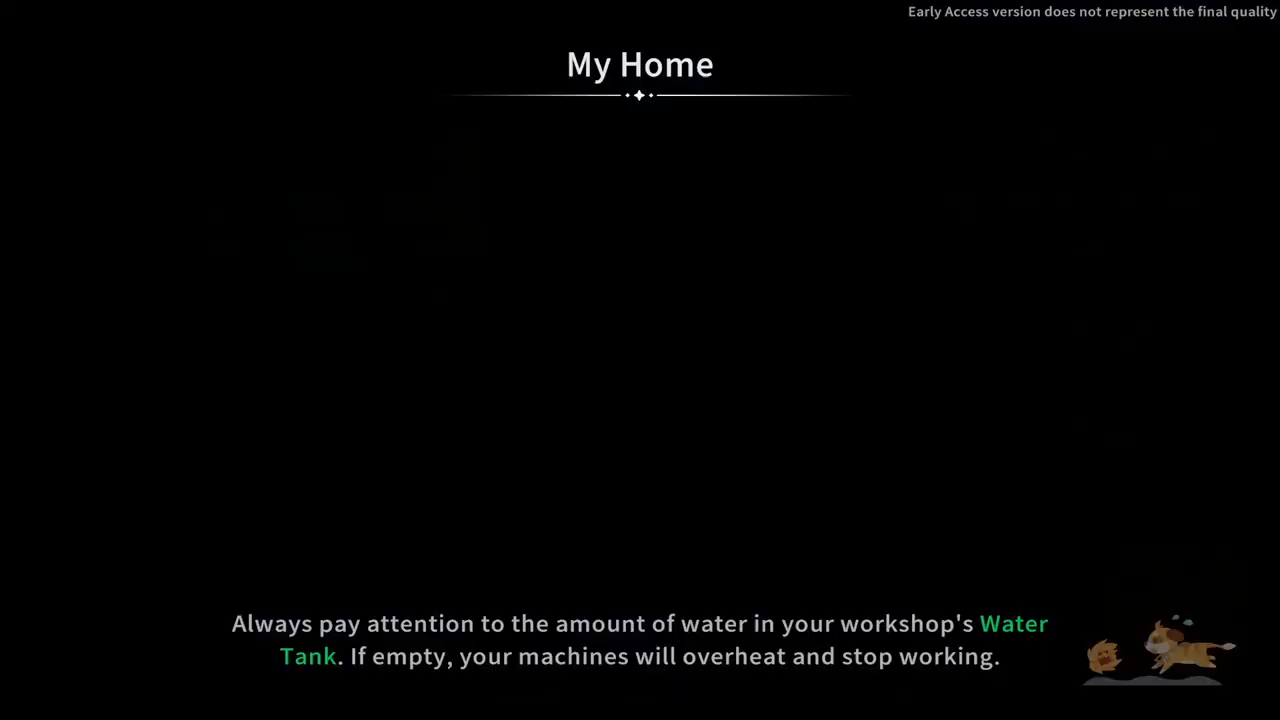 Early Access version does not represent the final quality
My Home
Always pay attention to the amount of water in your workshop's Water
Tank. If empty, your machines will overheat and stop working.